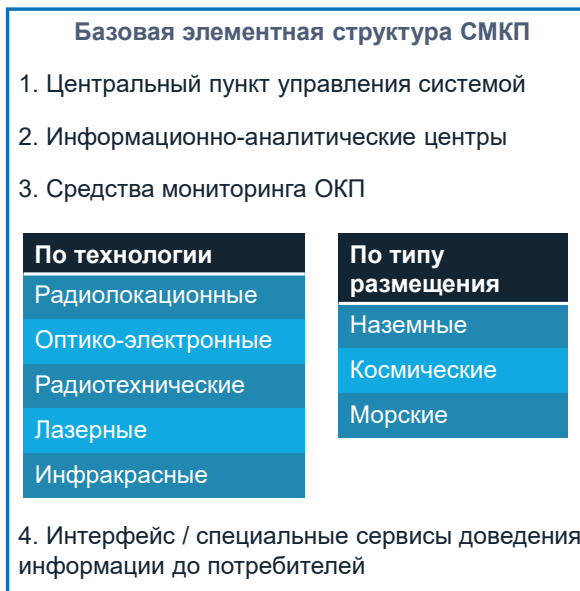 Базовая элементная структура СМКП
1. Центральный пункт управления системой
2. Информационно-аналитические центры
3. Средства мониторинга ОКП
По технологии
Радиолокационные
Оптико-электронные
Радиотехнические
Лазерные
Инфракрасные
По типу
размещения
Наземные
Космические
Морские
4. Интерфейс / специальные сервисы доведения
информации до потребителей